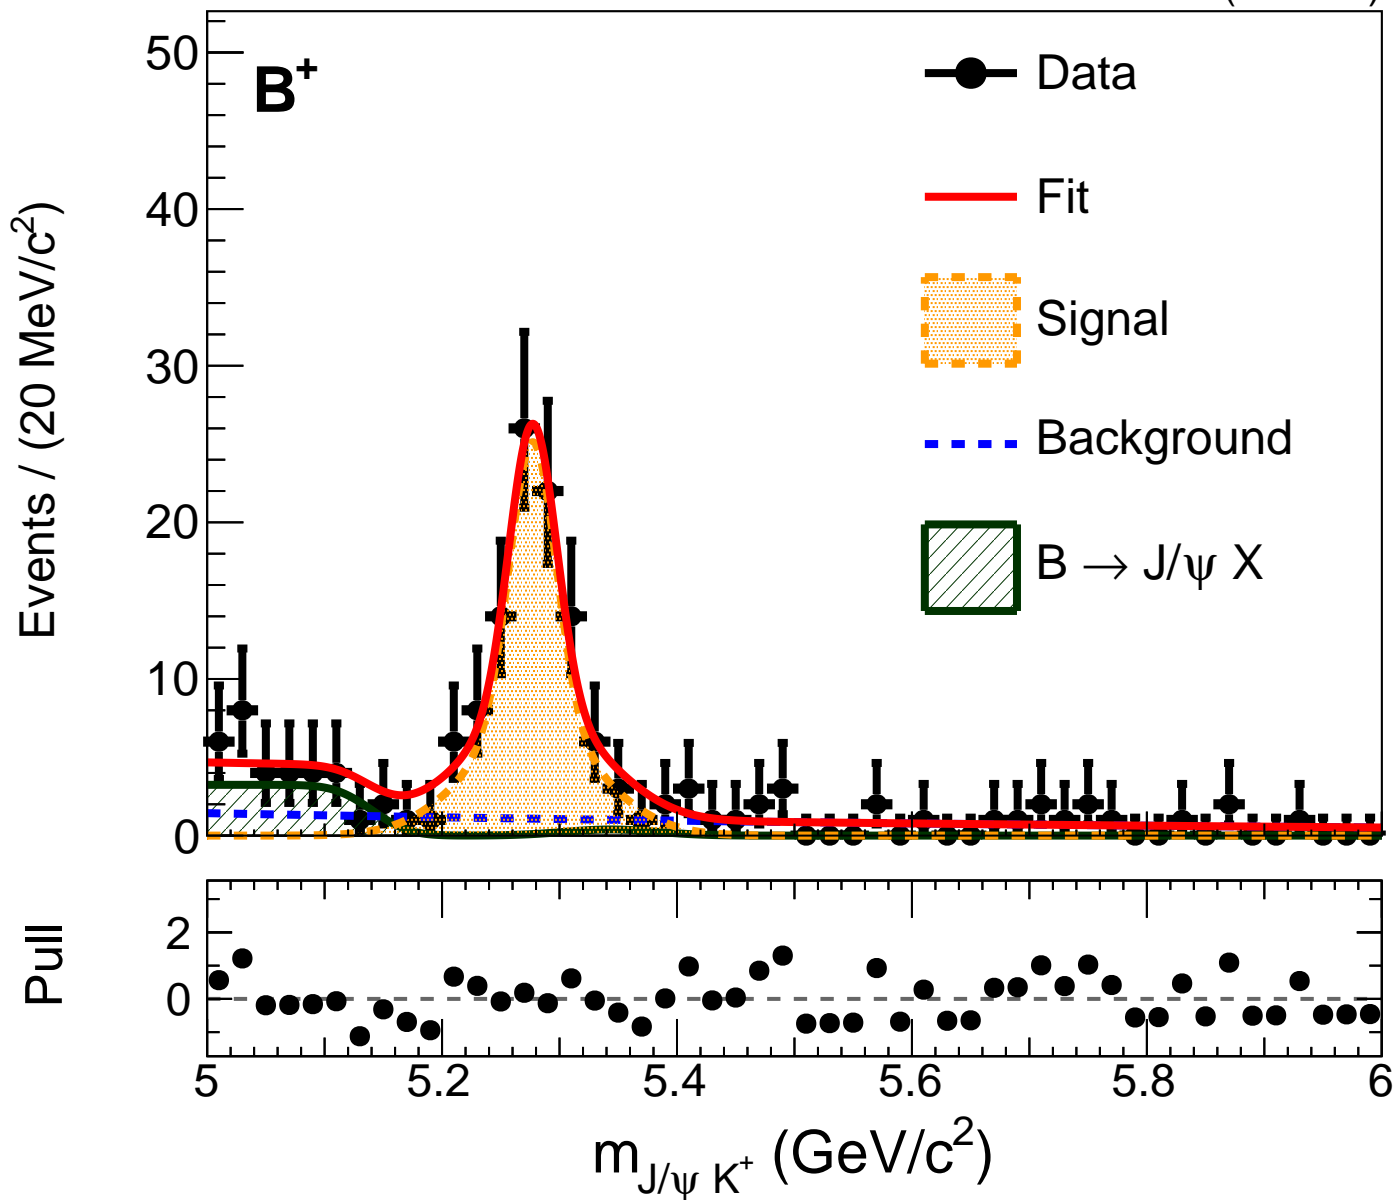 50
40
30
20
10
0
Events / (20 MeV/c²)
B⁺
Data
Fit
Signal
Background
B → J/ψ X
2
0
Pull
5 5.2 5.4 5.6 5.8 6
m_{J/ψ K⁺} (GeV/c²)